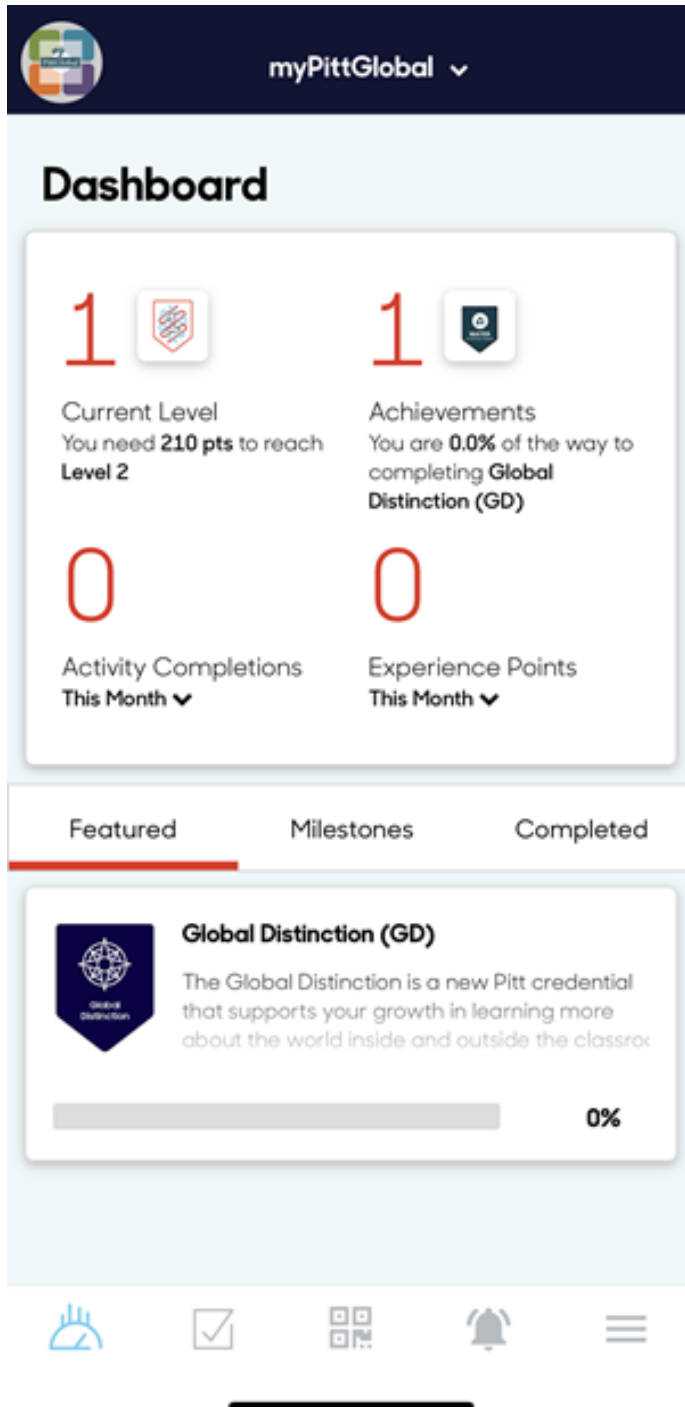 myPittGlobal
Dashboard
1
Current Level
You need 210 pts to reach
Level 2
1
Achievements
You are 0.0% of the way to
completing Global
Distinction (GD)
0
Activity Completions
This Month
0
Experience Points
This Month
Featured Milestones Completed
Global
Distinction
Global Distinction (GD)
The Global Distinction is a new Pitt credential
that supports your growth in learning more
about the world inside and outside the classroo
0%